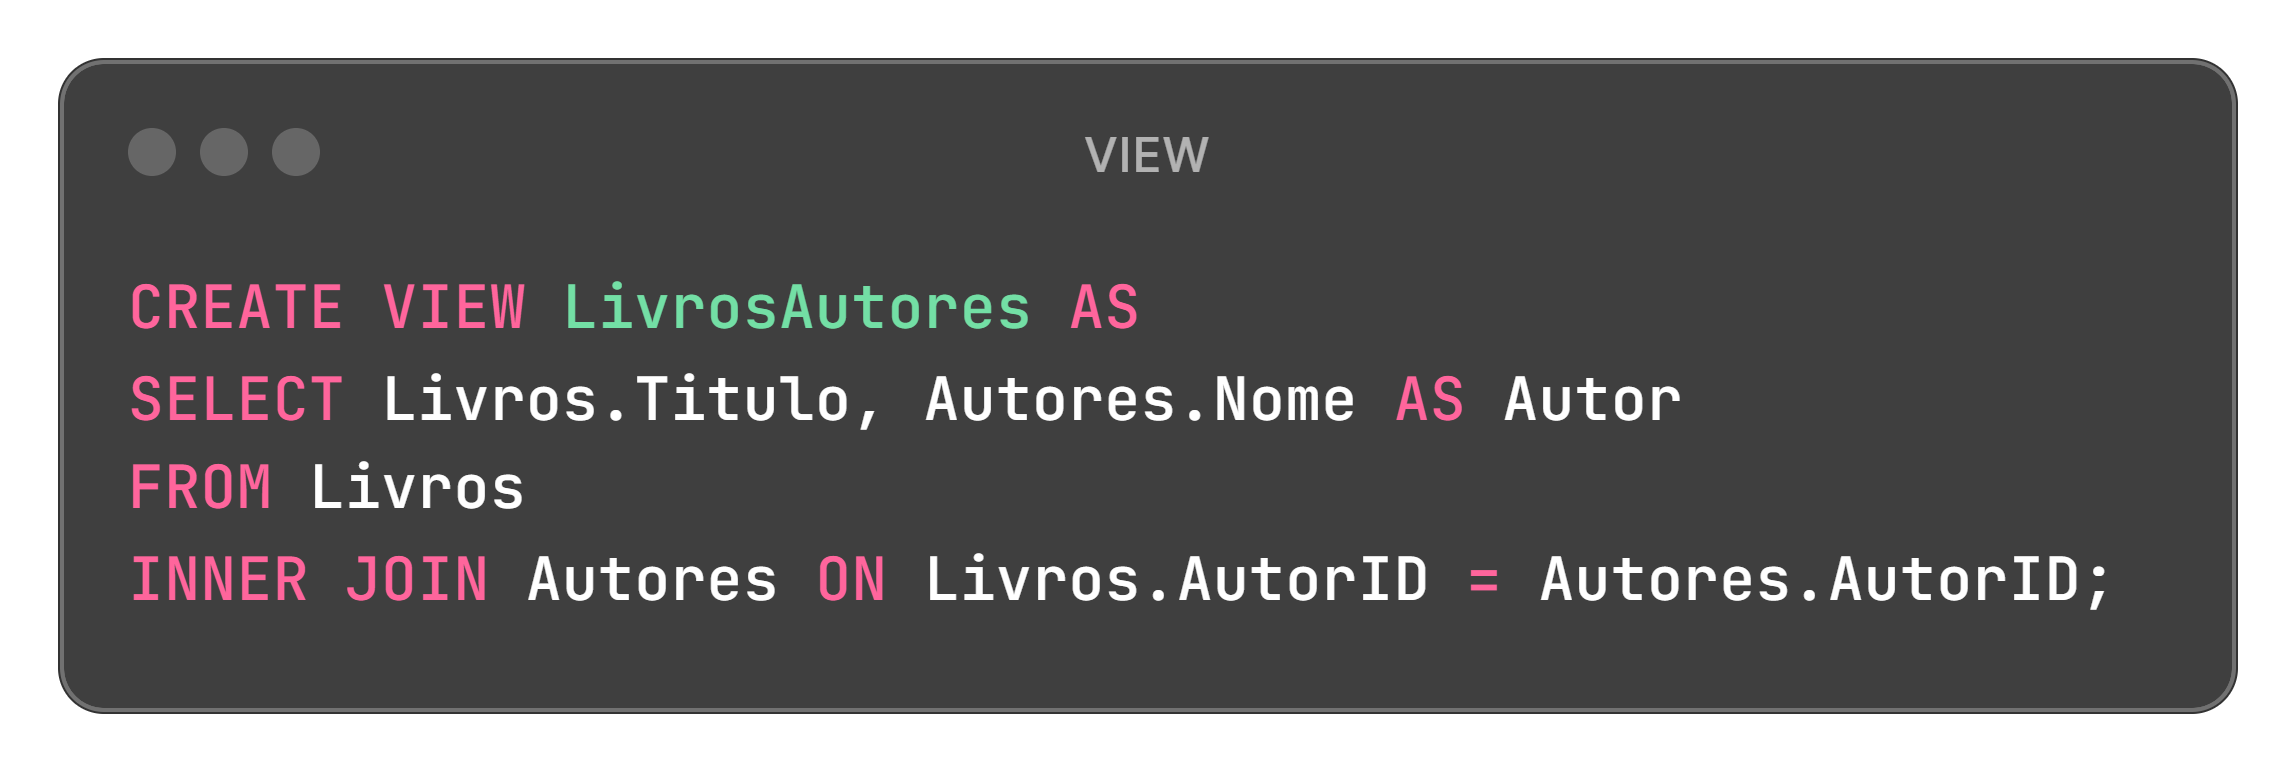 VIEW
CREATE VIEW LivrosAutores AS
SELECT Livros.Titulo, Autores.Nome AS Autor
FROM Livros
INNER JOIN Autores ON Livros.AutorID = Autores.AutorID;